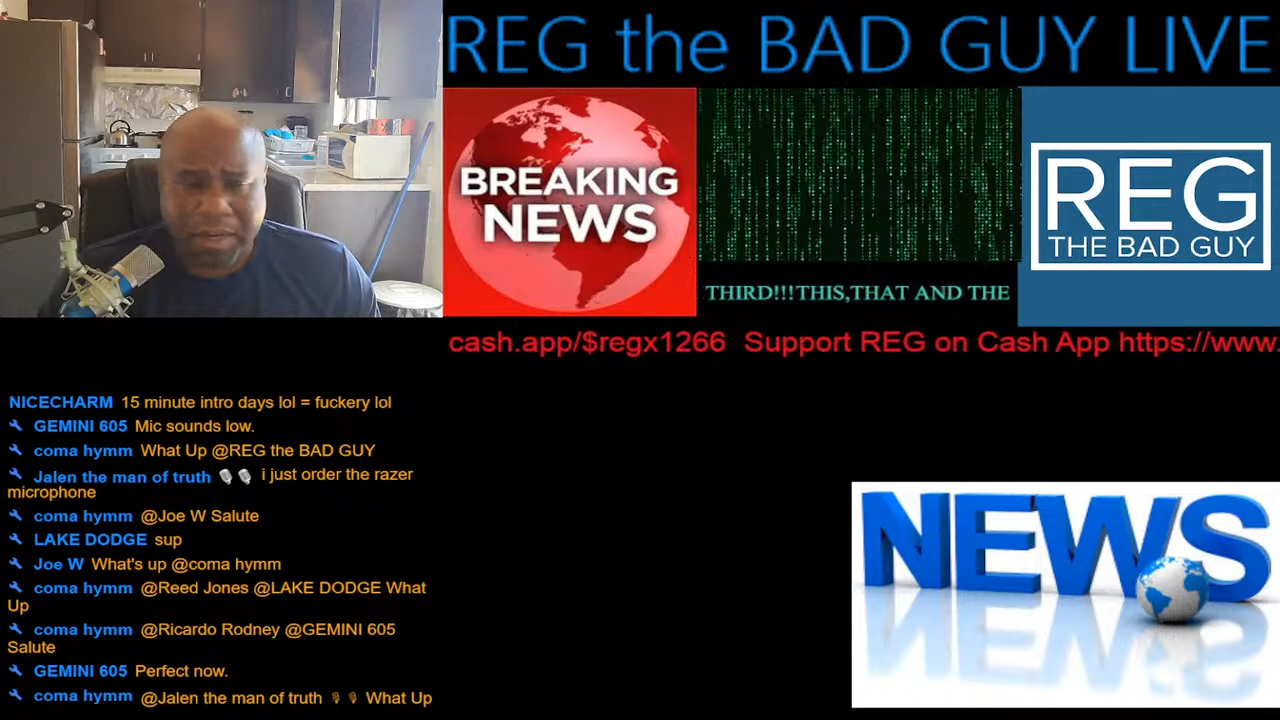 REG the BAD GUY LIVE
BREAKING
NEWS
THIRD!!!THIS,THAT AND THE
REG
THE BAD GUY
cash.app/$regx1266 Support REG on Cash App https://www.
NICECHARM 15 minute intro days lol = fuckery lol
GEMINI 605 Mic sounds low.
coma hymm What Up @REG the BAD GUY
Jalen the man of truth 🎙️🎙️ i just order the razer
microphone
coma hymm @Joe W Salute
LAKE DODGE sup
Joe W What's up @coma hymm
coma hymm @Reed Jones @LAKE DODGE What
Up
coma hymm @Ricardo Rodney @GEMINI 605
Salute
GEMINI 605 Perfect now.
coma hymm @Jalen the man of truth 🎙️🎙️ What Up
NEWS